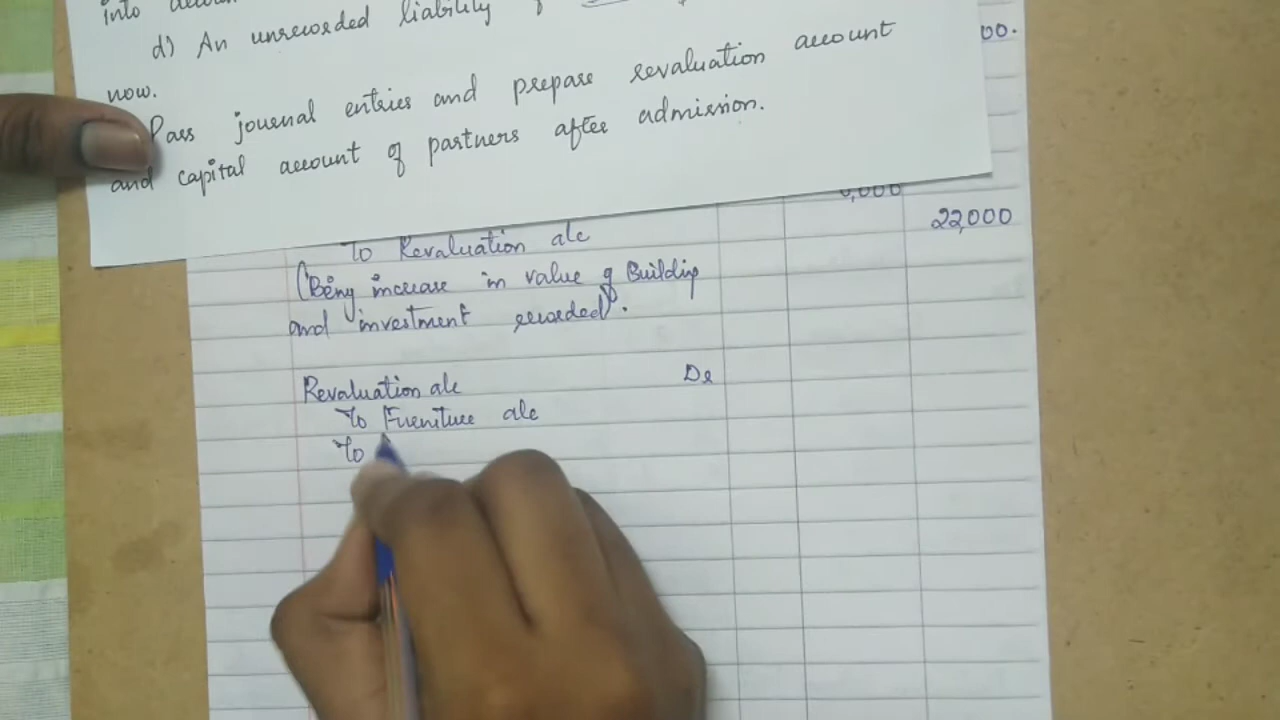 into
d) An unrecorded liability
now.
Pass journal entries and prepare revaluation account
and capital account of partners after admission.
00.
To Revaluation a/c 22,000
(Being increase in value of Building
and investment recorded).
Revaluation a/c Dr
To Furniture a/c
To